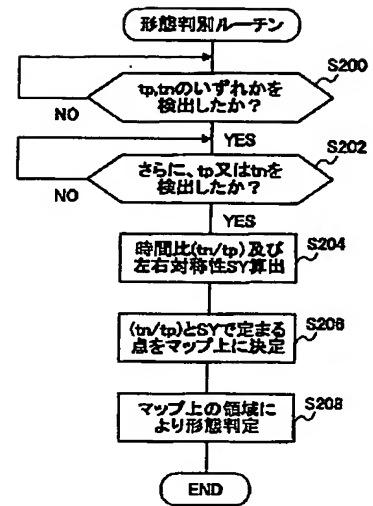 形態判別ルーチン
S200
tp,tnのいずれかを
検出したか？
NO
YES
S202
さらに、tp又はtnを
検出したか？
NO
YES
S204
時間比(tn/tp)及び
左右対称性SY算出
S206
(tn/tp)とSYで定まる
点をマップ上に決定
S208
マップ上の領域に
より形態判定
END